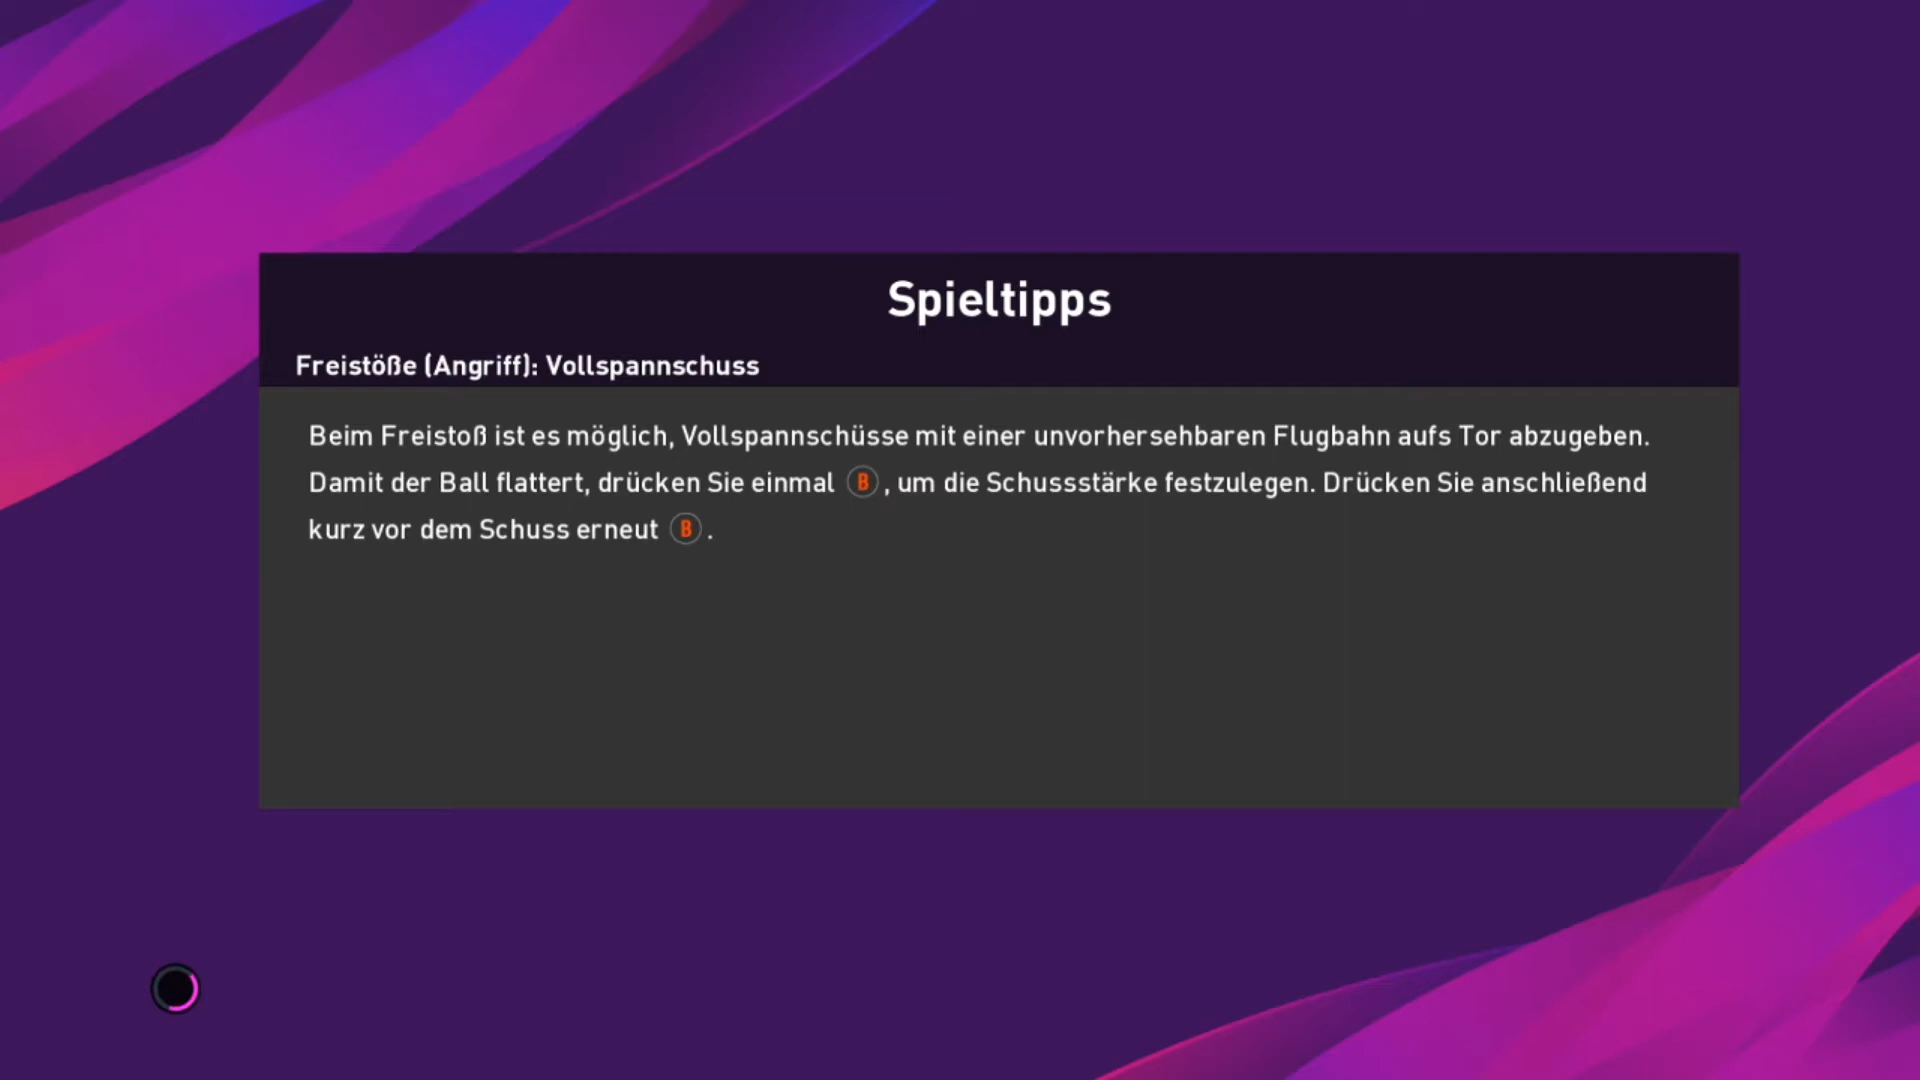 Spieltipps
Freistöße (Angriff): Vollspannschuss
Beim Freistoß ist es möglich, Vollspannschüsse mit einer unvorhersehbaren Flugbahn aufs Tor abzugeben.
Damit der Ball flattert, drücken Sie einmal B, um die Schussstärke festzulegen. Drücken Sie anschließend
kurz vor dem Schuss erneut B.